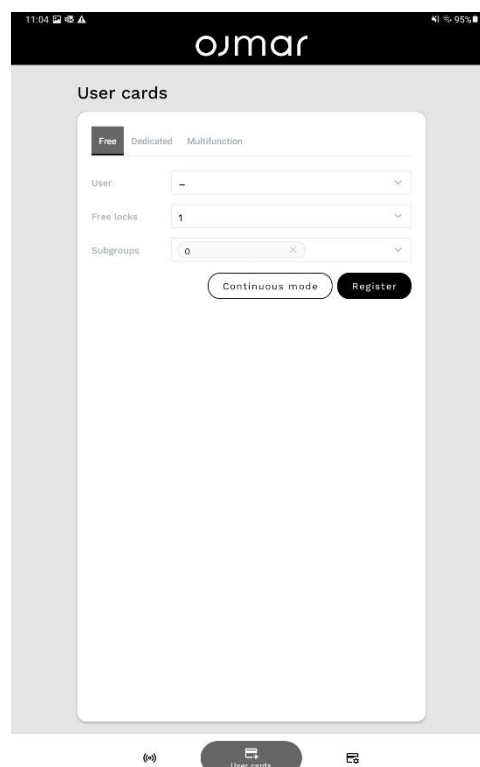 11:04 95%
ojmar
User cards
Free Dedicated Multifunction
User –
Free locks 1
Subgroups 0
Continuous mode Register
User cards